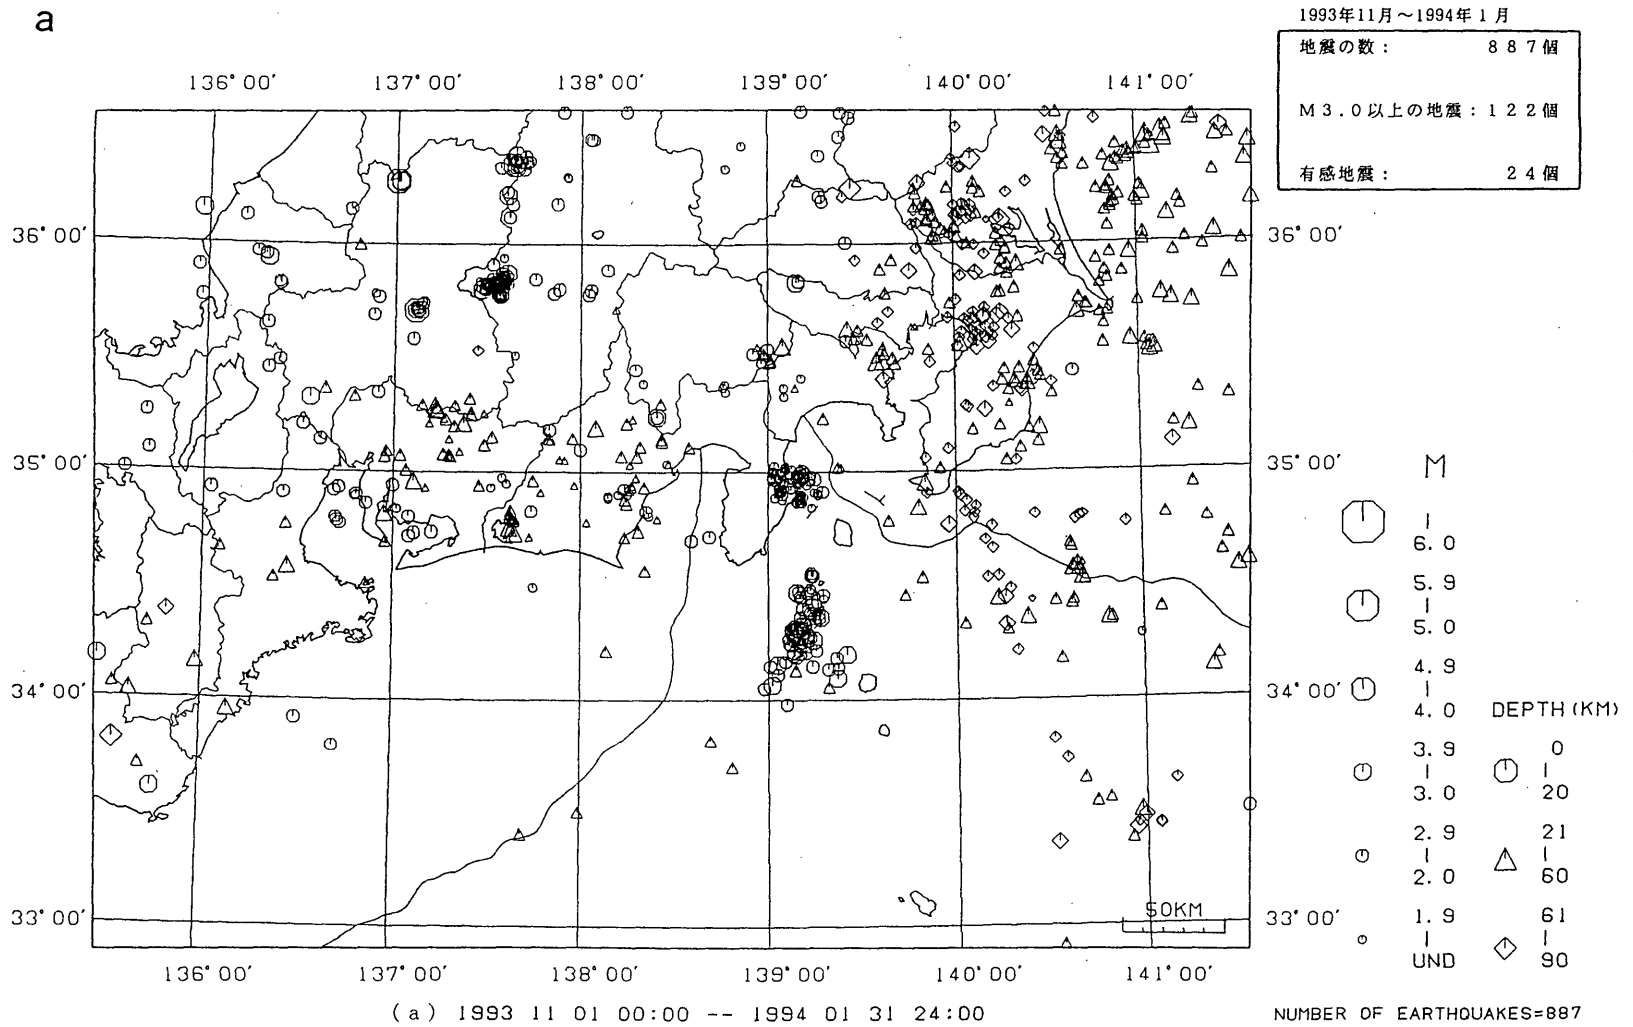 a
1993年11月～1994年1月
地震の数： 887個
M3.0以上の地震：122個
有感地震： 24個
136°00′ 137°00′ 138°00′ 139°00′ 140°00′ 141°00′
36°00′ 36°00′
35°00′ 35°00′
34°00′ 34°00′
33°00′ 33°00′
50KM
136°00′ 137°00′ 138°00′ 139°00′ 140°00′ 141°00′
M
6.0
5.9
5.0
4.9
4.0
3.9
3.0
2.9
2.0
1.9
UND
DEPTH(KM)
0
20
21
60
61
90
(a) 1993 11 01 00:00 -- 1994 01 31 24:00
NUMBER OF EARTHQUAKES=887